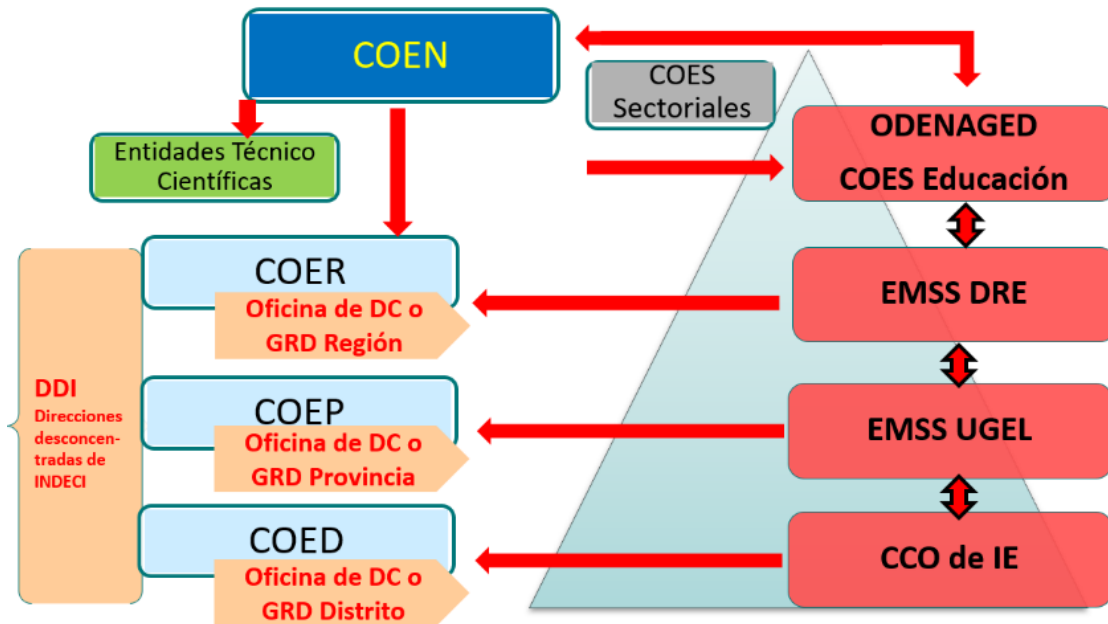 COEN
COES
Sectoriales
Entidades Técnico
Científicas
ODENAGED
COES Educación
COER
Oficina de DC o
GRD Región
EMSS DRE
DDI
Direcciones
desconcen-
tradas de
INDECI
COEP
Oficina de DC o
GRD Provincia
EMSS UGEL
COED
Oficina de DC o
GRD Distrito
CCO de IE